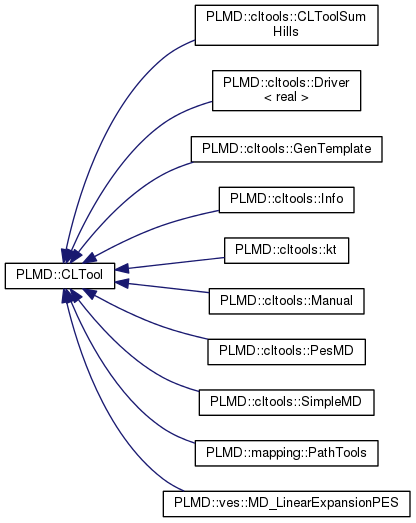 PLMD::cltools::CLToolSum
Hills
PLMD::cltools::Driver
< real >
PLMD::cltools::GenTemplate
PLMD::cltools::Info
PLMD::cltools::kt
PLMD::CLTool
PLMD::cltools::Manual
PLMD::cltools::PesMD
PLMD::cltools::SimpleMD
PLMD::mapping::PathTools
PLMD::ves::MD_LinearExpansionPES